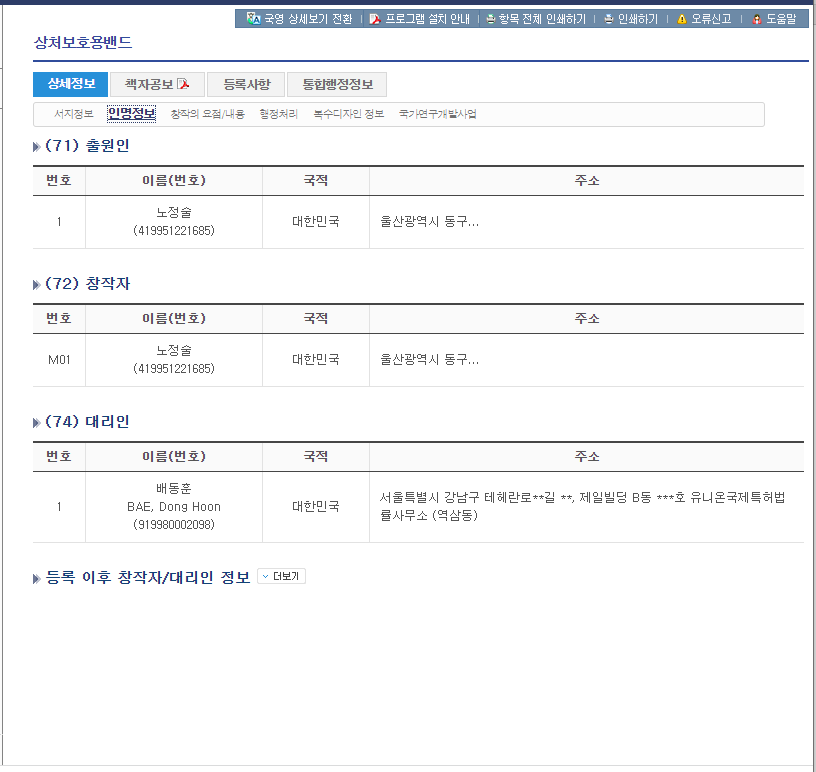 국영 상세보기 전환 | 프로그램 설치 안내 | 항목 전체 인쇄하기 | 인쇄하기 | 오류신고 | 도움말
상처보호용밴드
상세정보 책자공보 등록사항 통합행정정보
서지정보 인명정보 창작의 요점/내용 행정처리 복수디자인 정보 국가연구개발사업
(71) 출원인
번호 이름(번호) 국적 주소
노정술
1 대한민국 울산광역시 동구...
(419951221685)
(72) 창작자
번호 이름(번호) 국적 주소
노정술
M01 대한민국 울산광역시 동구...
(419951221685)
(74) 대리인
번호 이름(번호) 국적 주소
배동훈
서울특별시 강남구 테헤란로**길 **, 제일빌딩 B동 ***호 유니온국제특허법
1 BAE, Dong Hoon 대한민국
률사무소 (역삼동)
(919980002098)
등록 이후 창작자/대리인 정보 더보기